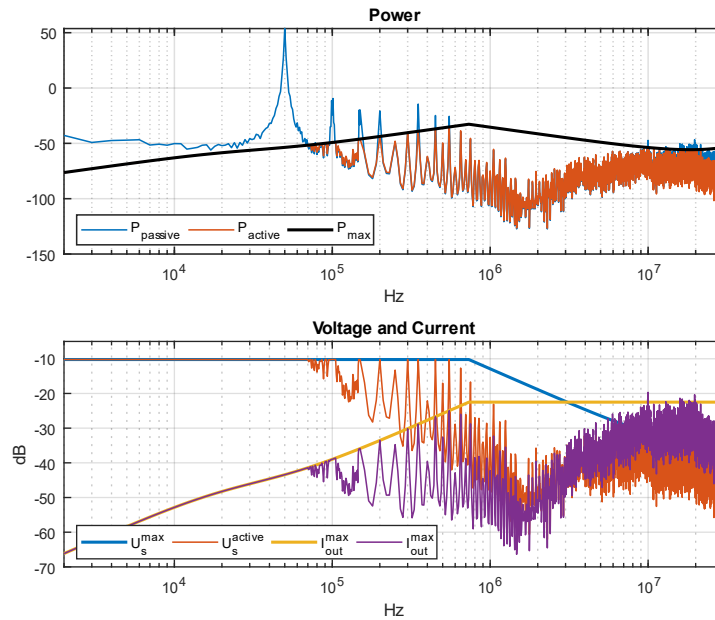 Power
50
0
-50
-100
-150
P_passive P_active P_max
10^4 10^5 10^6 10^7
Hz
Voltage and Current
-10
-20
-30
-40
-50
-60
-70
dB
U_s^max U_s^active I_out^max I_out^max
10^4 10^5 10^6 10^7
Hz